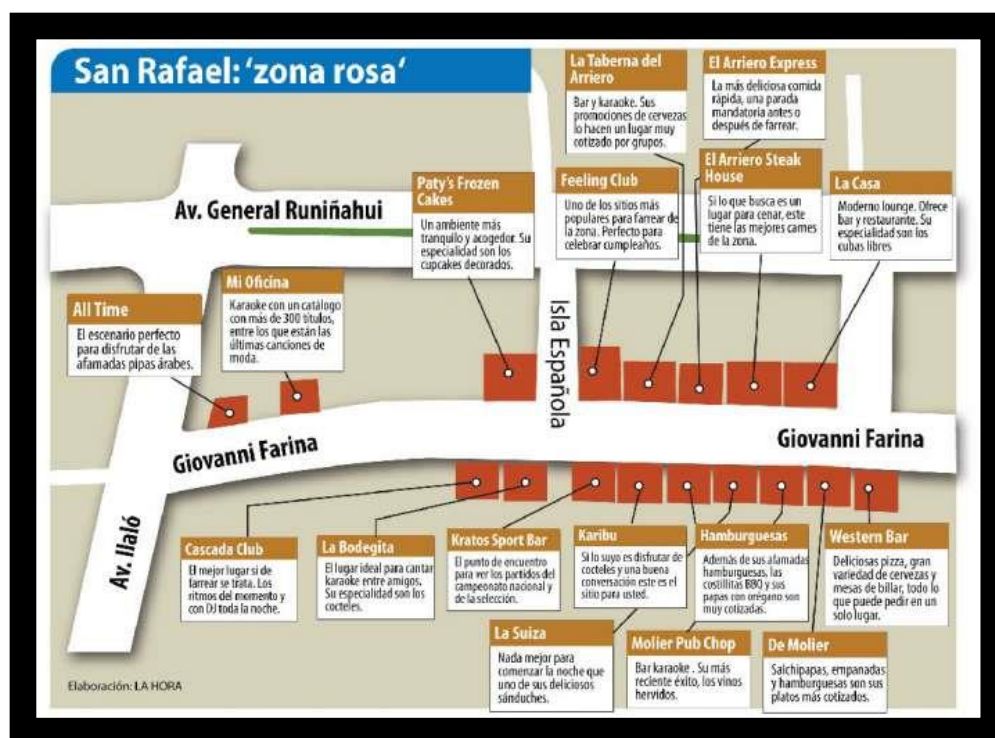 San Rafael: 'zona rosa'
La Taberna del
Arriero
Bar y karaoke. Sus
promociones de cervezas
lo hacen un lugar muy
cotizado por grupos.
El Arriero Express
La más deliciosa comida
rápida, una parada
mandatoria antes o
después de farrear.
Paty's Frozen
Cakes
Un ambiente más
tranquilo y acogedor. Su
especialidad son los
cupcakes decorados.
Feeling Club
Uno de los sitios más
populares para farrear de
la zona. Perfecto para
celebrar cumpleaños.
El Arriero Steak
House
Si lo que busca es un
lugar para cenar, este
tiene las mejores carnes
de la zona.
La Casa
Moderno lounge. Ofrece
bar y restaurante. Su
especialidad son los
cubas libres
Av. General Runiñahui
Mi Oficina
Karaoke con un catálogo
con más de 300 títulos,
entre los que están las
últimas canciones de
moda.
All Time
El escenario perfecto
para disfrutar de las
afamadas pipas árabes.
Isla Española
Giovanni Farina
Giovanni Farina
Av. Ilaló
Cascada Club
El mejor lugar si de
farrear se trata. Los
ritmos del momento y
con DJ toda la noche.
La Bodegita
El lugar ideal para cantar
karaoke entre amigos.
Su especialidad son los
cocteles.
Kratos Sport Bar
El punto de encuentro
para ver los partidos del
campeonato nacional y
de la selección.
Karibu
Si lo suyo es disfrutar de
cocteles y una buena
conversación este es el
sitio para usted.
Hamburguesas
Además de sus afamadas
hamburguesas, las
costillitas BBQ y sus
papas con orégano son
muy cotizadas.
Western Bar
Deliciosas pizza, gran
variedad de cervezas y
mesas de billar, todo lo
que puede pedir en un
solo lugar.
La Suiza
Nada mejor para
comenzar la noche que
uno de sus deliciosos
sánduches.
Molier Pub Chop
Bar karaoke . Su más
reciente éxito, los vinos
hervidos.
De Molier
Salchipapas, empanadas
y hamburguesas son sus
platos más cotizados.
Elaboración: LA HORA